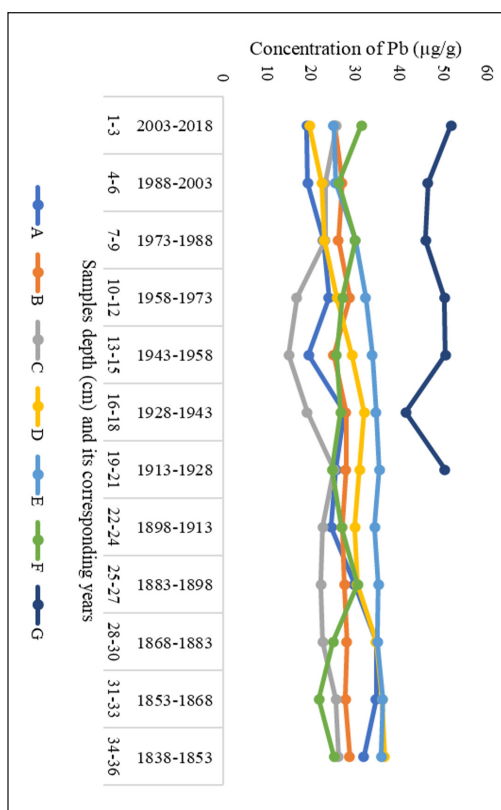 Concentration of Pb (µg/g)
0
10
20
30
40
50
60
1-3 2003-2018
4-6 1988-2003
7-9 1973-1988
10-12 1958-1973
13-15 1943-1958
16-18 1928-1943
19-21 1913-1928
22-24 1898-1913
25-27 1883-1898
28-30 1868-1883
31-33 1853-1868
34-36 1838-1853
Samples depth (cm) and its corresponding years
A
B
C
D
E
F
G